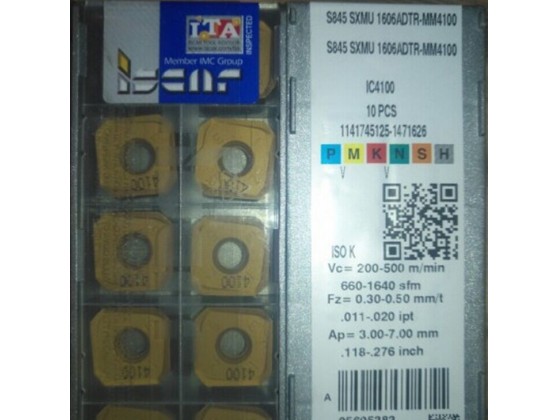 ITA
INSPECTED
Member IMC Group
iscar
4100
4100
4100
4100
4100
S845 SXMU 1606ADTR-MM4100
S845 SXMU 1606ADTR-MM4100
IC4100
10 PCS
1141745125-1471626
P M K N S H
V V
ISO K
Vc= 200-500 m/min
660-1640 sfm
Fz= 0.30-0.50 mm/t
.011-.020 ipt
Ap= 3.00-7.00 mm
.118-.276 inch
A